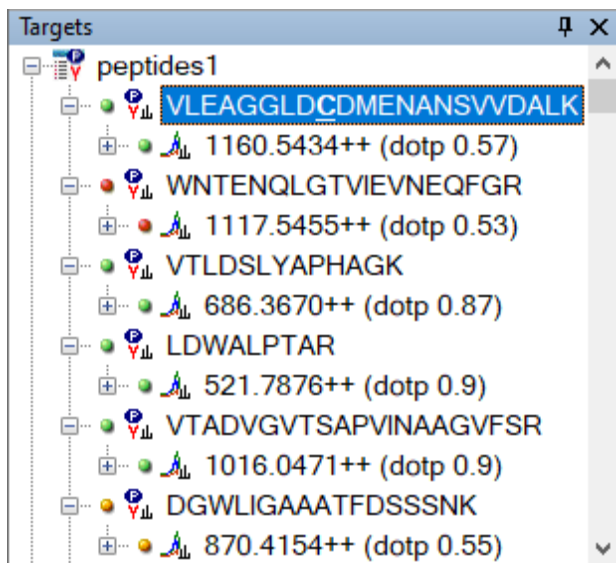 Targets
peptides1
VLEAGGLDCDMENANSVVDALK
1160.5434++ (dotp 0.57)
WNTENQLGTVIEVNEQFGR
1117.5455++ (dotp 0.53)
VTLDSLYAPHAGK
686.3670++ (dotp 0.87)
LDWALPTAR
521.7876++ (dotp 0.9)
VTADVGVTSAPVINAAGVFSR
1016.0471++ (dotp 0.9)
DGWLIGAAATFDSSSNK
870.4154++ (dotp 0.55)